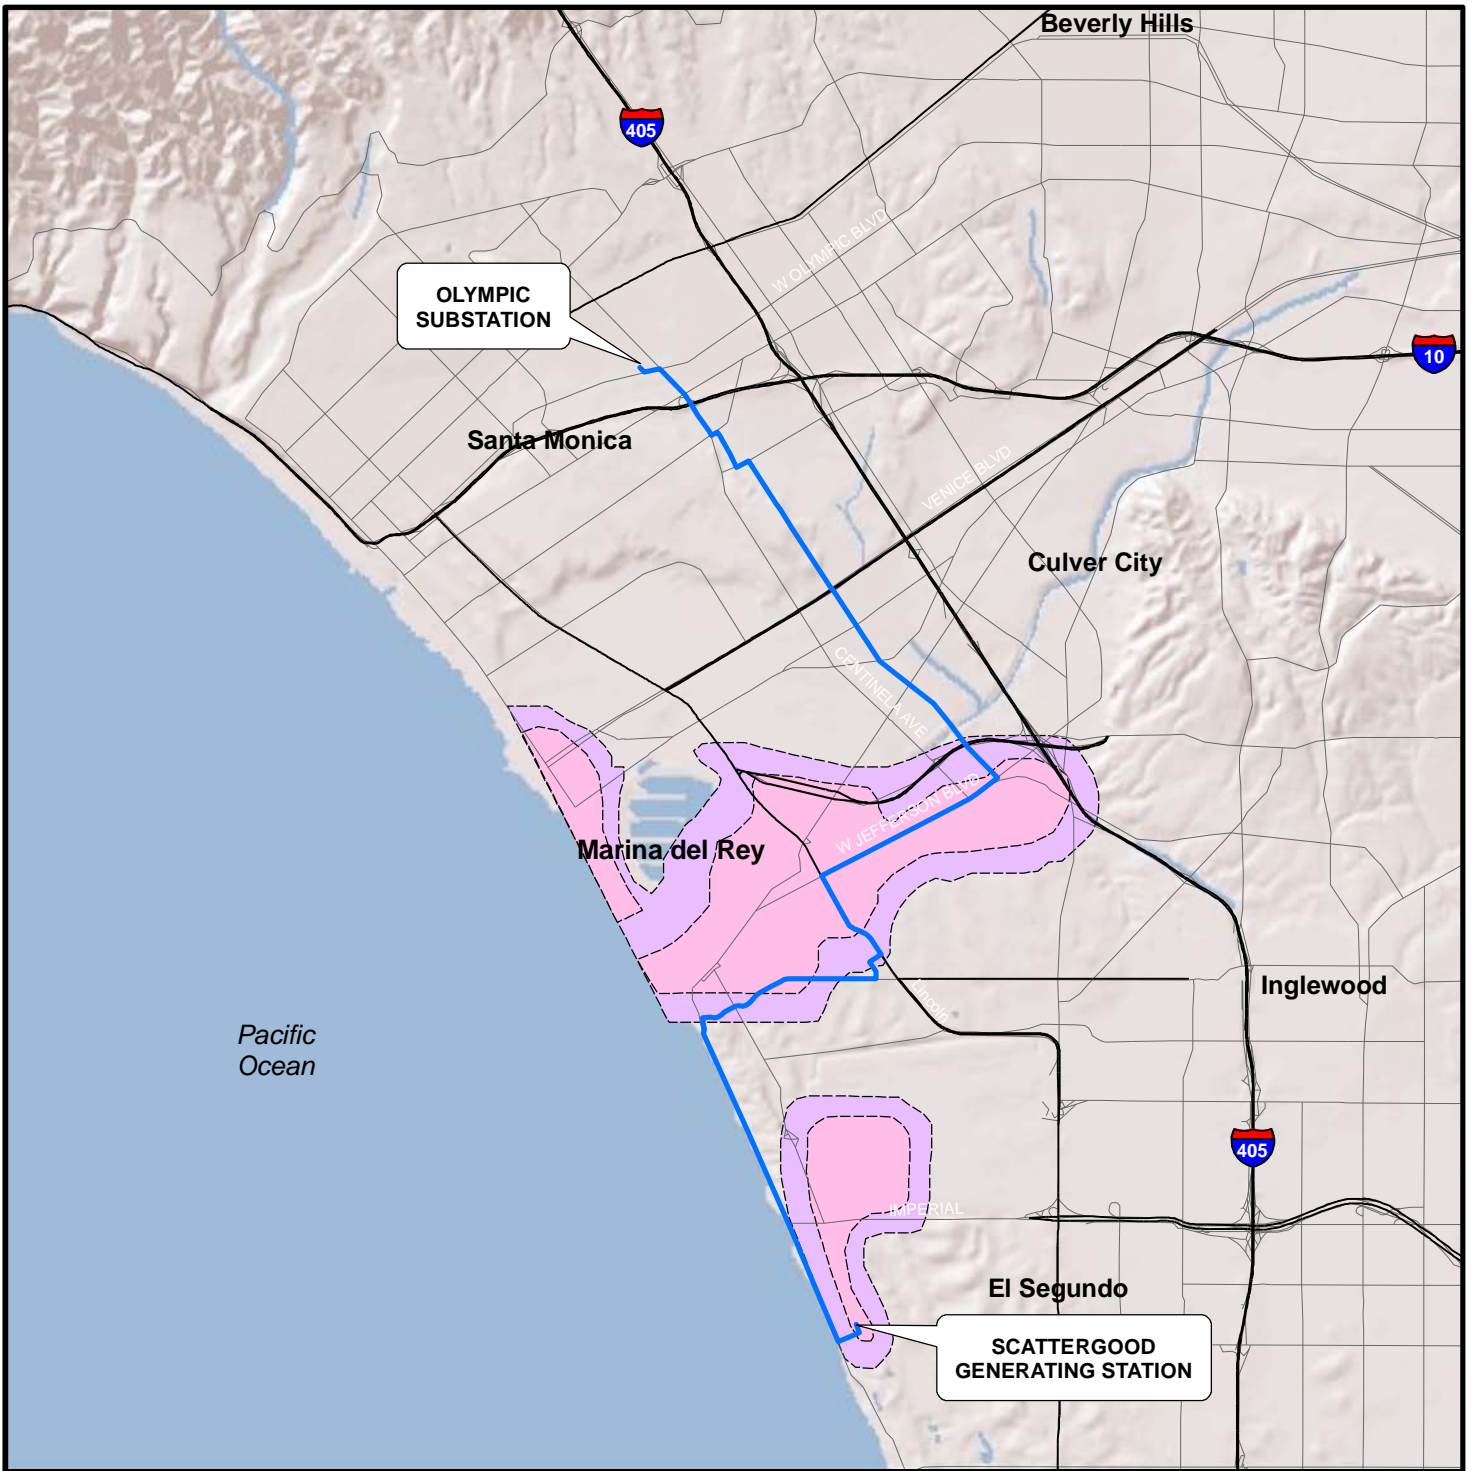 Beverly Hills
405
W OLYMPIC BLVD
OLYMPIC
SUBSTATION
10
Santa Monica
VENICE BLVD
Culver City
CENTINELA AVE
W JEFFERSON BLVD
Marina del Rey
Inglewood
Lincoln
Pacific
Ocean
405
IMPERIAL
El Segundo
SCATTERGOOD
GENERATING STATION